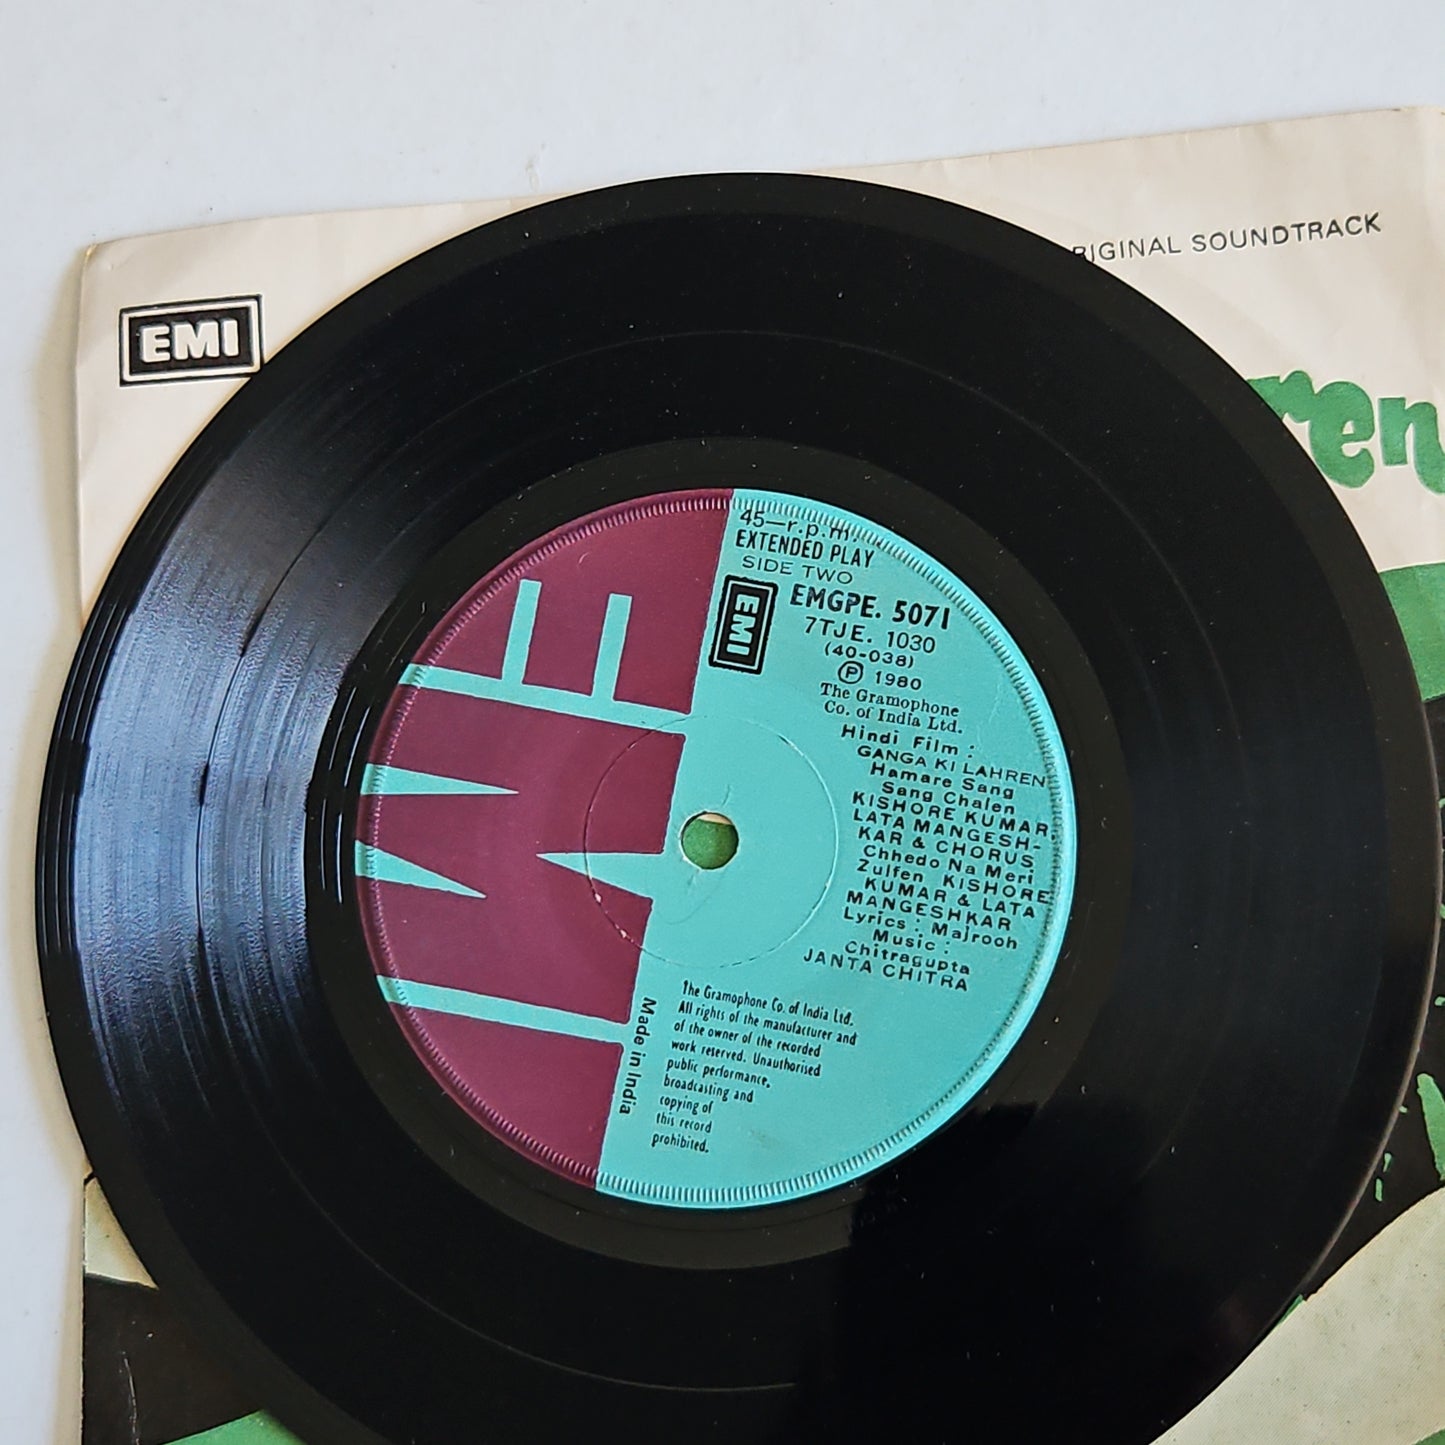 EMI
RIGINAL SOUNDTRACK
ren
45—r.p.m.
EXTENDED PLAY
SIDE TWO
EMI
EMGPE. 5071
7TJE. 1030
(40-038)
Ⓟ 1980
The Gramophone
Co. of India Ltd.
Hindi Film :
GANGA KI LAHREN
Hamare Sang
Sang Chalen
KISHORE KUMAR,
LATA MANGESH-
KAR & CHORUS
Chhedo Na Meri
Zulfen KISHORE
KUMAR & LATA
MANGESHKAR
Lyrics : Majrooh
Music :
Chitragupta
JANTA CHITRA
EMI
The Gramophone Co. of India Ltd.
All rights of the manufacturer and
of the owner of the recorded
work reserved. Unauthorised
public performance,
broadcasting and
copying of
this record
prohibited.
Made in India